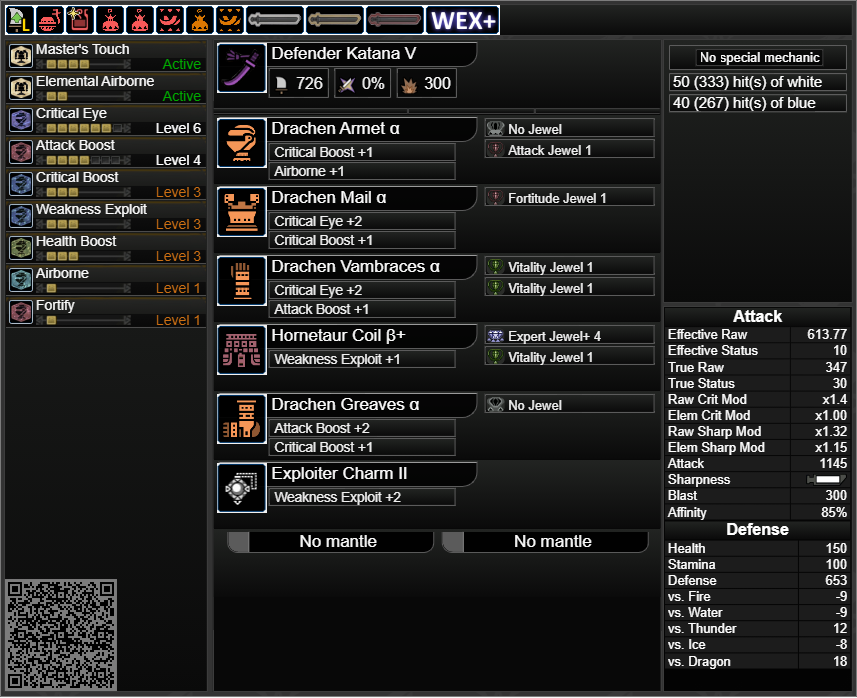 L
WEX+
Master's Touch
Active
Elemental Airborne
Active
Critical Eye
Level 6
Attack Boost
Level 4
Critical Boost
Level 3
Weakness Exploit
Level 3
Health Boost
Level 3
Airborne
Level 1
Fortify
Level 1
Defender Katana V
726 0% 300
Drachen Armet α
Critical Boost +1
Airborne +1
No Jewel
Attack Jewel 1
Drachen Mail α
Critical Eye +2
Critical Boost +1
Fortitude Jewel 1
Drachen Vambraces α
Critical Eye +2
Attack Boost +1
Vitality Jewel 1
Vitality Jewel 1
Hornetaur Coil β+
Weakness Exploit +1
Expert Jewel+ 4
Vitality Jewel 1
Drachen Greaves α
Attack Boost +2
Critical Boost +1
No Jewel
Exploiter Charm II
Weakness Exploit +2
No mantle
No mantle
No special mechanic
50 (333) hit(s) of white
40 (267) hit(s) of blue
Attack
Effective Raw 613.77
Effective Status 10
True Raw 347
True Status 30
Raw Crit Mod x1.4
Elem Crit Mod x1.00
Raw Sharp Mod x1.32
Elem Sharp Mod x1.15
Attack 1145
Sharpness
Blast 300
Affinity 85%
Defense
Health 150
Stamina 100
Defense 653
vs. Fire -9
vs. Water -9
vs. Thunder 12
vs. Ice -8
vs. Dragon 18